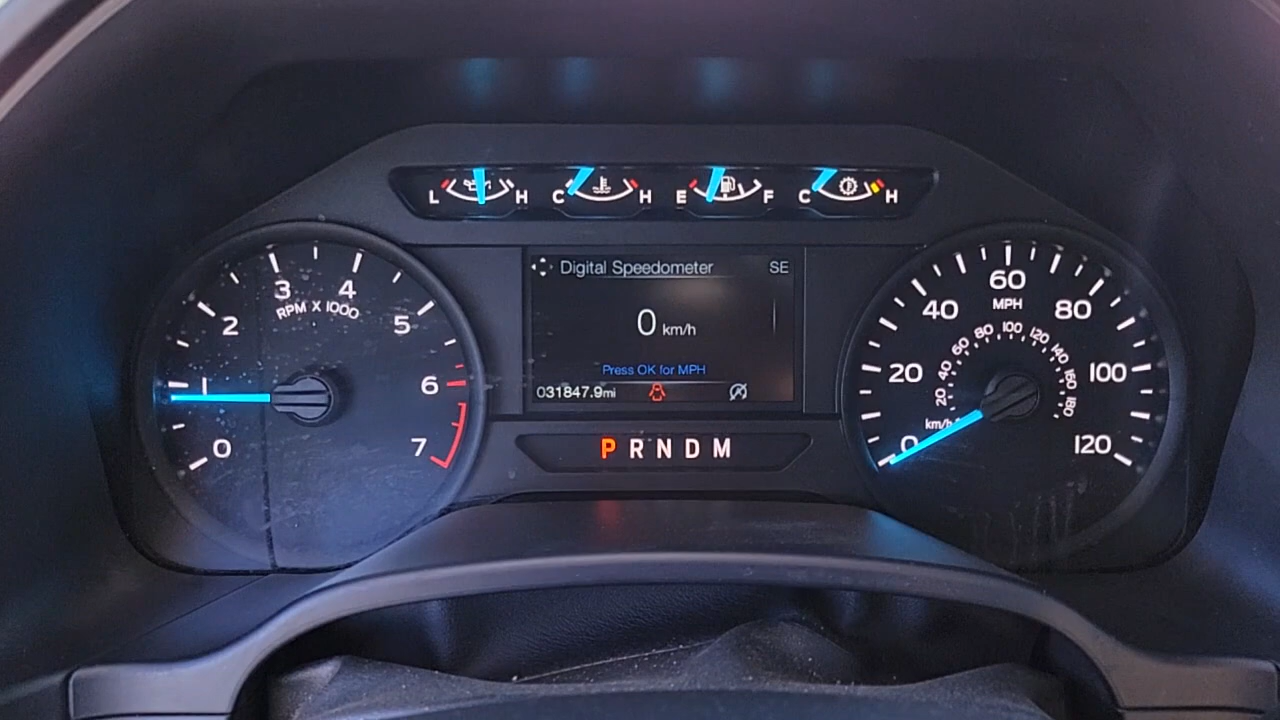 L H C H E F C H
Digital Speedometer SE
0 km/h
Press OK for MPH
031847.9mi
P R N D M
0 1 2 3 4 5 6 7
RPM X 1000
0 20 40 60 80 100 120
MPH
20 40 60 80 100 120 140 160 180
km/h